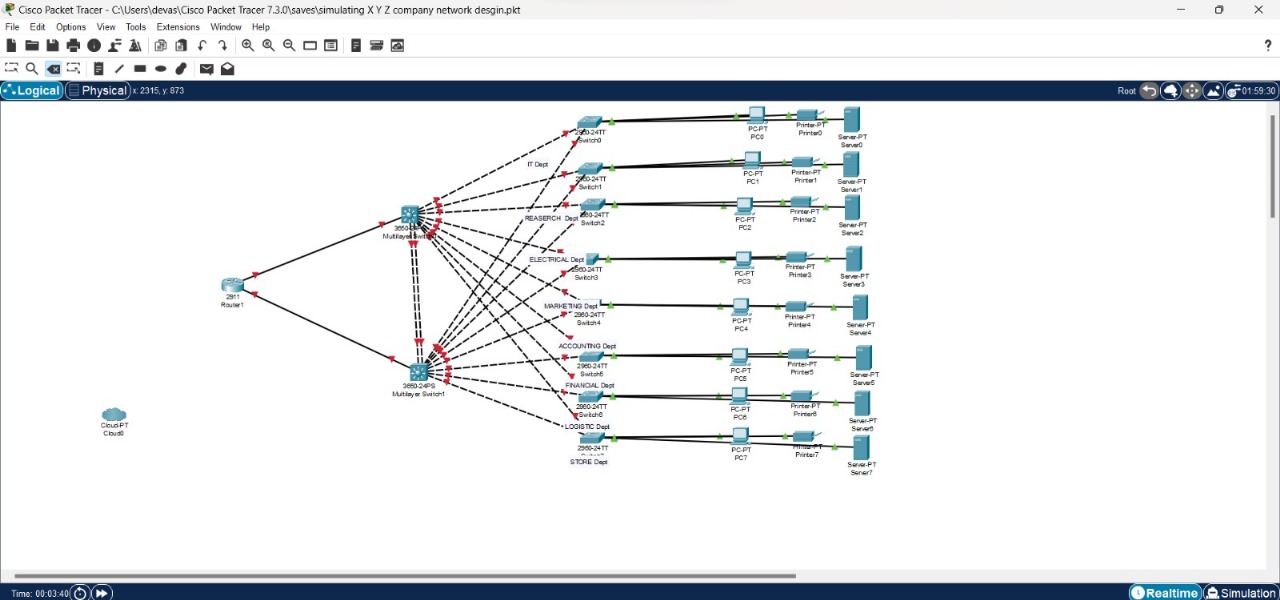 Cisco Packet Tracer - C:\Users\devas\Cisco Packet Tracer 7.3.0\saves\simulating X Y Z company network desgin.pkt
File Edit Options View Tools Extensions Window Help
?
Logical Physical x: 2315, y: 873 Root 01:59:30
2960-24TT
Switch0
PC-PT
PC0
Printer-PT
Printer0
Server-PT
Server0
IT Dept
2960-24TT
Switch1
PC-PT
PC1
Printer-PT
Printer1
Server-PT
Server1
REASERCH Dept
2960-24TT
Switch2
PC-PT
PC2
Printer-PT
Printer2
Server-PT
Server2
3650-24PS
Multilayer Switch0
ELECTRICAL Dept
2960-24TT
Switch3
PC-PT
PC3
Printer-PT
Printer3
Server-PT
Server3
2911
Router1
MARKETING Dept
2960-24TT
Switch4
PC-PT
PC4
Printer-PT
Printer4
Server-PT
Server4
ACCOUNTING Dept
2960-24TT
Switch5
PC-PT
PC5
Printer-PT
Printer5
Server-PT
Server5
3650-24PS
Multilayer Switch1
FINANCIAL Dept
2960-24TT
Switch6
PC-PT
PC6
Printer-PT
Printer6
Server-PT
Server6
Cloud-PT
Cloud0
LOGISTIC Dept
2960-24TT
PC-PT
PC7
Printer-PT
Printer7
Server-PT
Server7
STORE Dept
Time: 00:03:40 Realtime Simulation